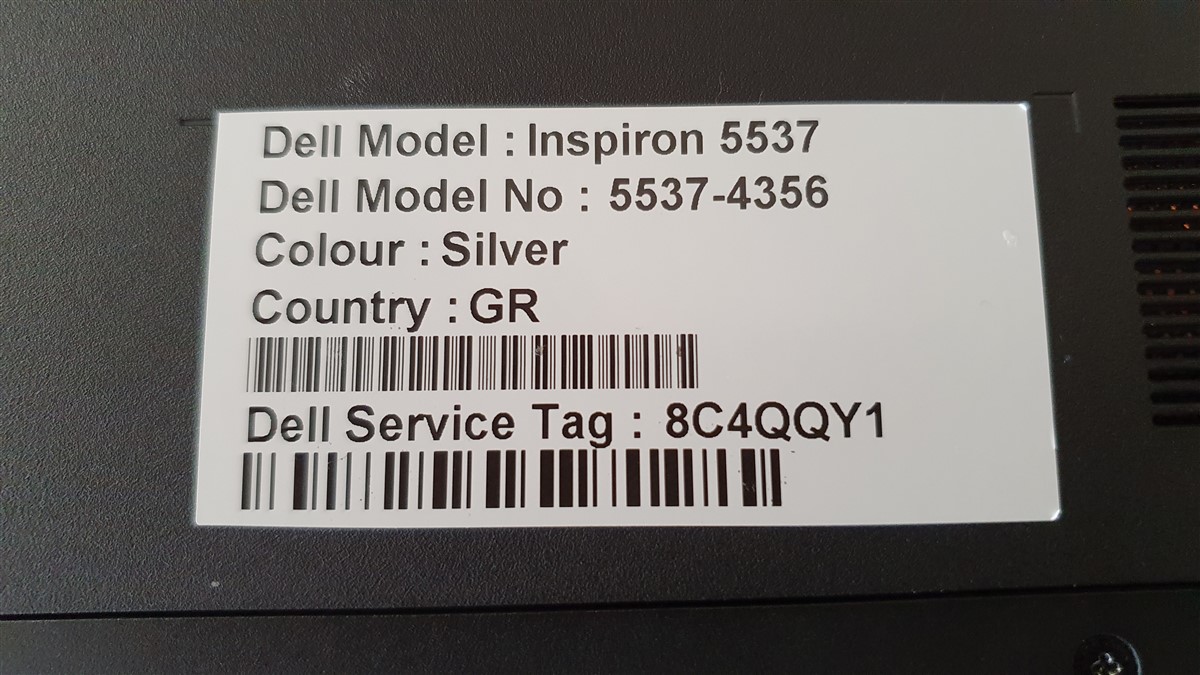 Dell Model : Inspiron 5537
Dell Model No : 5537-4356
Colour : Silver
Country : GR
Dell Service Tag : 8C4QQY1